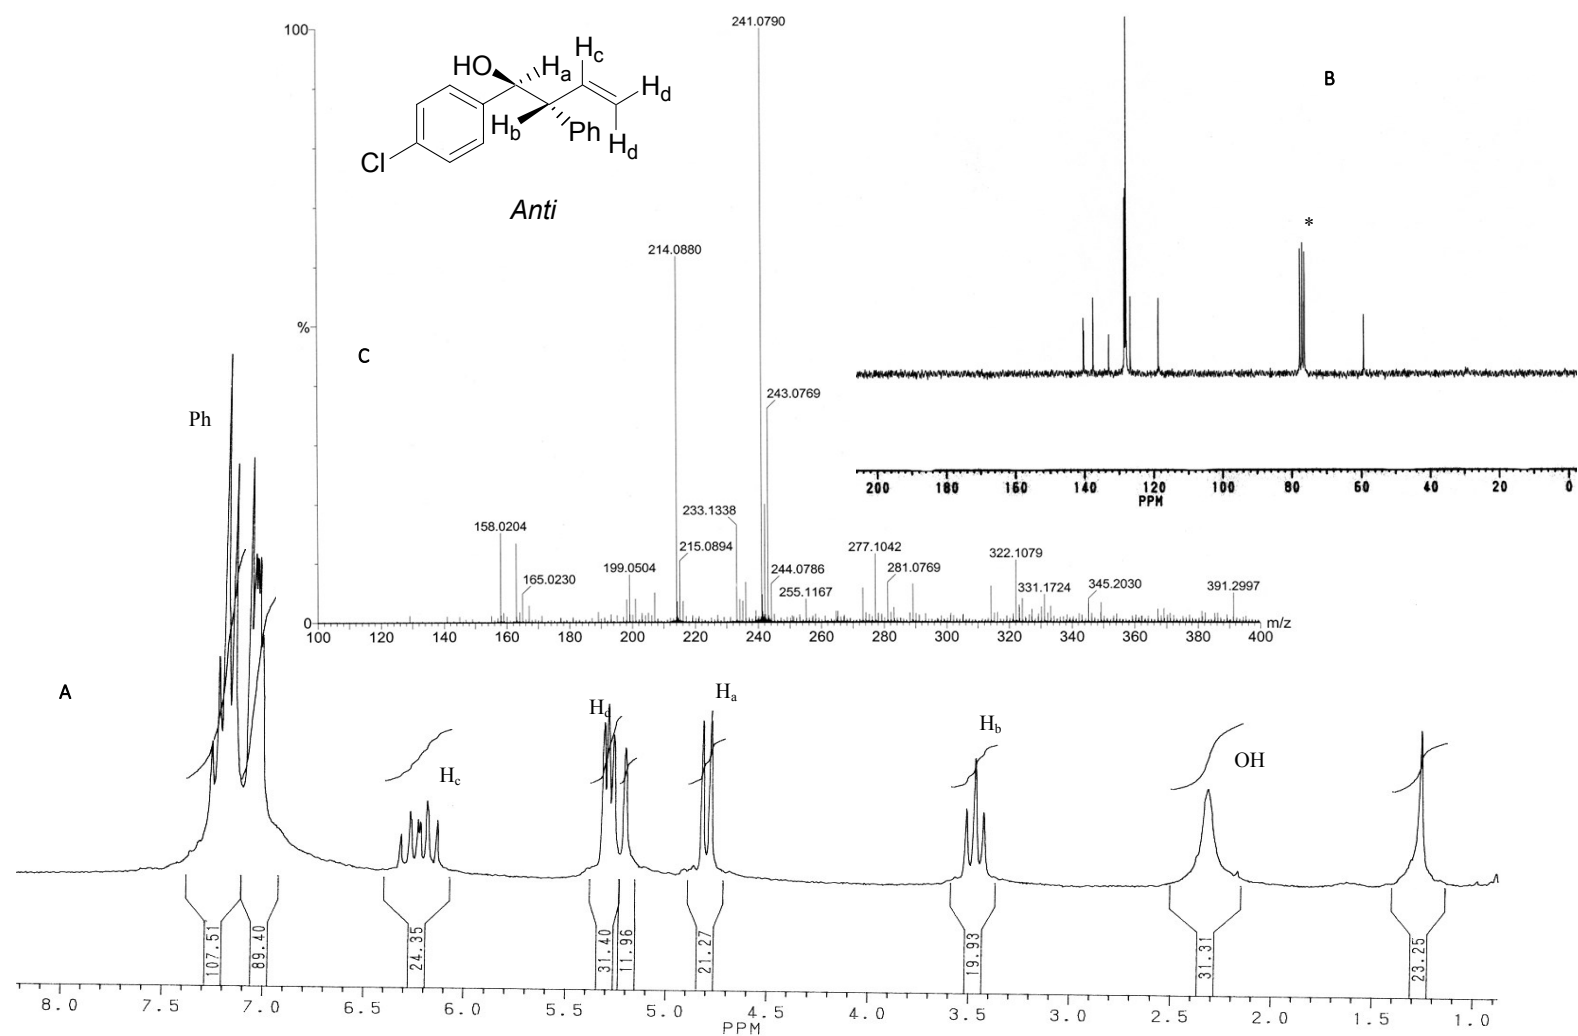 100
241.0790
HO
Ha
Hc
Hd
Hb
Ph
Hd
Cl
Anti
B
*
214.0880
%
C
243.0769
Ph
233.1338
158.0204
215.0894
277.1042
322.1079
165.0230
199.0504
244.0786
281.0769
255.1167
331.1724
345.2030
391.2997
0
100 120 140 160 180 200 220 240 260 280 300 320 340 360 380 400 m/z
200 160 140 120 100 80 60 40 20 0
PPM
A
Hc
Hd
Ha
Hb
OH
107.51
89.40
24.35
31.40
11.96
21.27
19.93
31.31
23.25
8.0 7.5 7.0 6.5 6.0 5.5 5.0 4.5 4.0 3.5 3.0 2.5 2.0 1.5 1.0
PPM